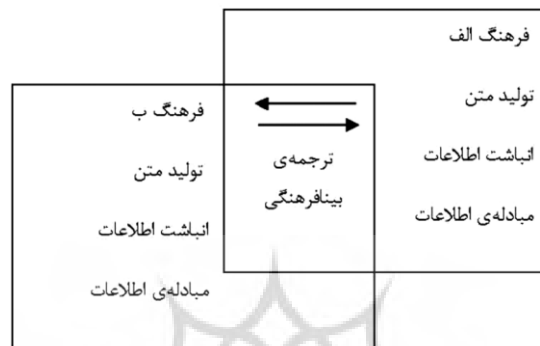 فرهنگ الف
تولید متن
انباشت اطلاعات
مبادله‌ی اطلاعات
ترجمه‌ی
بینافرهنگی
فرهنگ ب
تولید متن
انباشت اطلاعات
مبادله‌ی اطلاعات